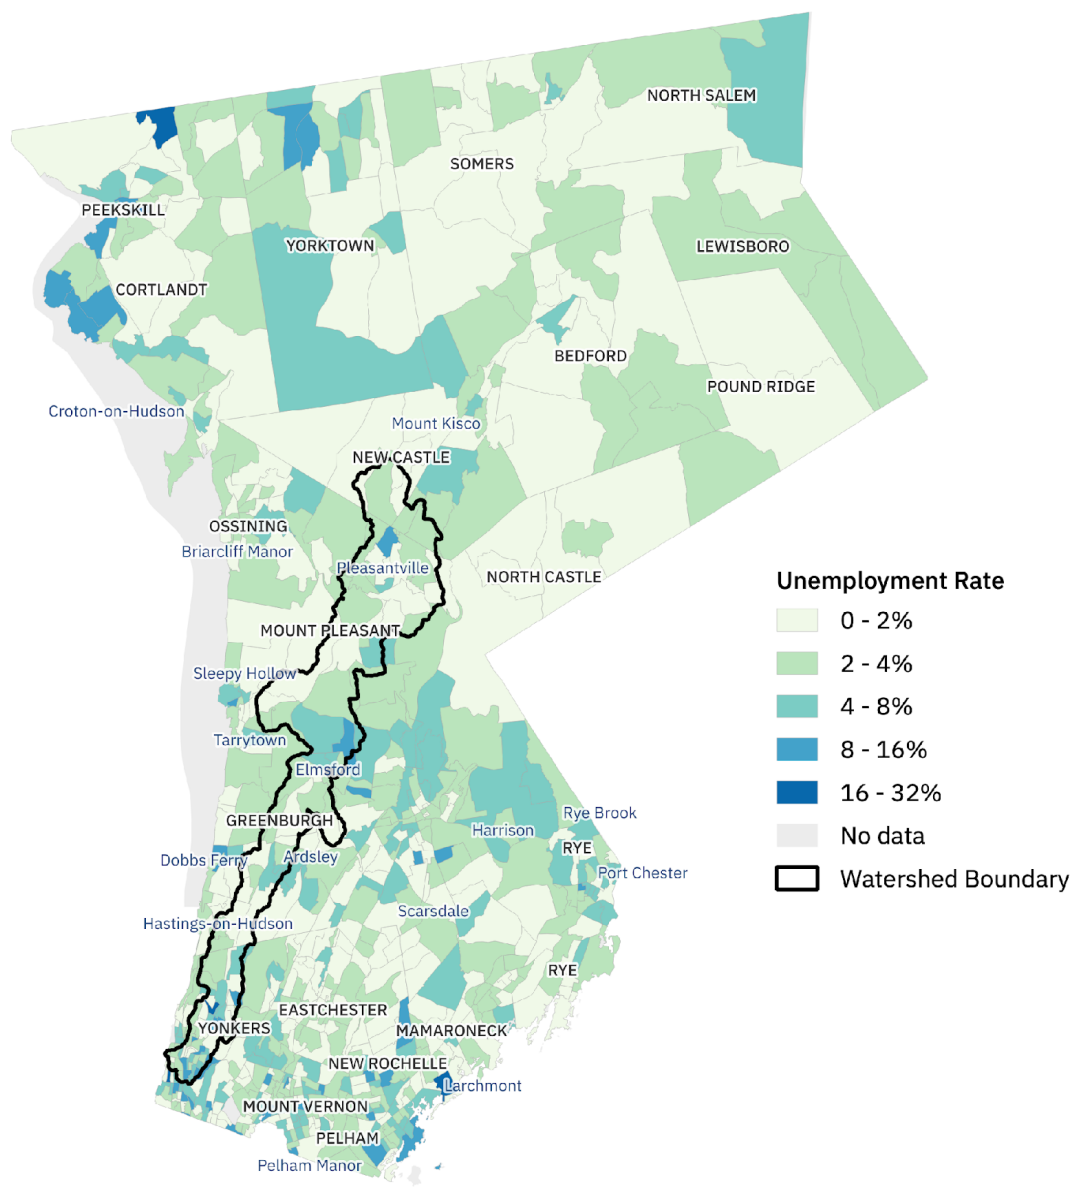 NORTH SALEM
SOMERS
PEEKSKILL
YORKTOWN
LEWISBORO
CORTLANDT
BEDFORD
POUND RIDGE
Croton-on-Hudson
Mount Kisco
NEW CASTLE
OSSINING
Briarcliff Manor
Pleasantville
NORTH CASTLE
MOUNT PLEASANT
Sleepy Hollow
Tarrytown
Elmsford
GREENBURGH
Harrison
Rye Brook
RYE
Dobbs Ferry
Ardsley
Port Chester
Scarsdale
Hastings-on-Hudson
RYE
EASTCHESTER
YONKERS
MAMARONECK
NEW ROCHELLE
Larchmont
MOUNT VERNON
PELHAM
Pelham Manor
Unemployment Rate
0 - 2%
2 - 4%
4 - 8%
8 - 16%
16 - 32%
No data
Watershed Boundary